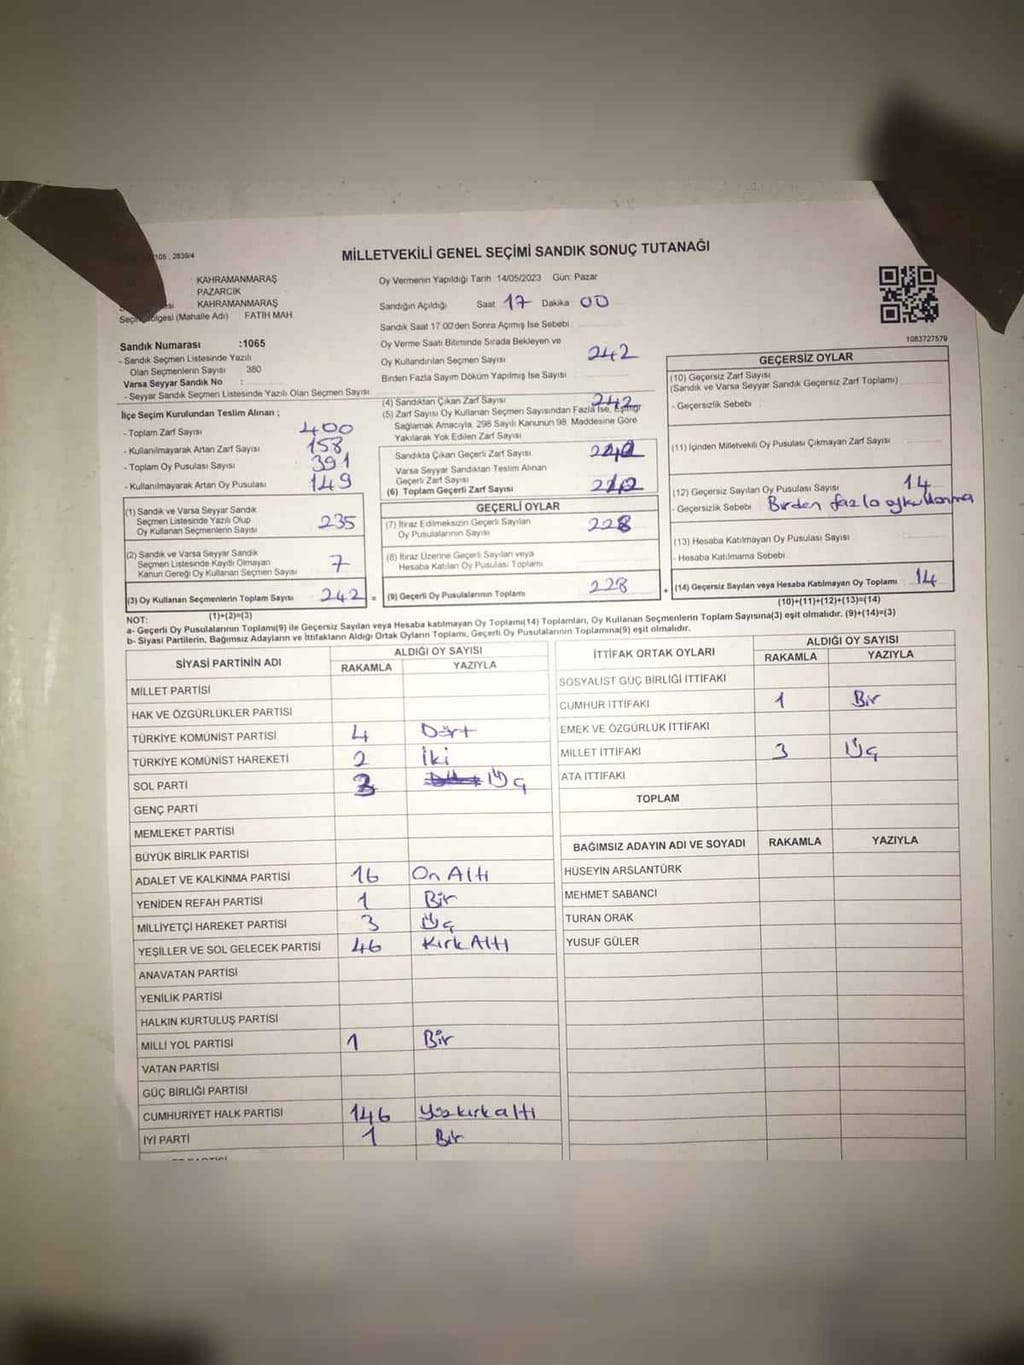 105 , 2839/4
MİLLETVEKİLİ GENEL SEÇİMİ SANDIK SONUÇ TUTANAĞI
KAHRAMANMARAŞ
PAZARCIK
KAHRAMANMARAŞ
Seçim Bölgesi (Mahalle Adı) : FATİH MAH
Sandık Numarası :1065
- Sandık Seçmen Listesinde Yazılı
Olan Seçmenlerin Sayısı : 380
Varsa Seyyar Sandık No :
- Seyyar Sandık Seçmen Listesinde Yazılı Olan Seçmen Sayısı
İlçe Seçim Kurulundan Teslim Alınan ;
- Toplam Zarf Sayısı 400
- Kullanılmayarak Artan Zarf Sayısı 158
- Toplam Oy Pusulası Sayısı 391
- Kullanılmayarak Artan Oy Pusulası 149
(1) Sandık ve Varsa Seyyar Sandık
Seçmen Listesinde Yazılı Olup
Oy Kullanan Seçmenlerin Sayısı 235
(2) Sandık ve Varsa Seyyar Sandık
Seçmen Listesinde Kayıtlı Olmayan
Kanun Gereği Oy Kullanan Seçmen Sayısı 7
(3) Oy Kullanan Seçmenlerin Toplam Sayısı 242 =
(1)+(2)=(3)
Oy Vermenin Yapıldığı Tarih :14/05/2023 Gün: Pazar
Sandığın Açıldığı Saat 17 Dakika 00
Sandık Saat 17:00'den Sonra Açılmış İse Sebebi
Oy Verme Saati Bitiminde Sırada Bekleyen ve
Oy Kullandırılan Seçmen Sayısı 242
Birden Fazla Sayım Döküm Yapılmış İse Sayısı
(4) Sandıktan Çıkan Zarf Sayısı 242
(5) Zarf Sayısı Oy Kullanan Seçmen Sayısından Fazla İse, Eşitliği
Sağlamak Amacıyla, 298 Sayılı Kanunun 98. Maddesine Göre
Yakılarak Yok Edilen Zarf Sayısı
Sandıkta Çıkan Geçerli Zarf Sayısı 242
Varsa Seyyar Sandıktan Teslim Alınan
Geçerli Zarf Sayısı
(6) Toplam Geçerli Zarf Sayısı 242
GEÇERLİ OYLAR
(7) İtiraz Edilmeksizin Geçerli Sayılan
Oy Pusulalarının Sayısı 228
(8) İtiraz Üzerine Geçerli Sayılan veya
Hesaba Katılan Oy Pusulası Toplamı
(9) Geçerli Oy Pusulalarının Toplamı 228 +
1083727579
GEÇERSİZ OYLAR
(10) Geçersiz Zarf Sayısı
(Sandık ve Varsa Seyyar Sandık Geçersiz Zarf Toplamı)
- Geçersizlik Sebebi :
(11) İçinden Milletvekili Oy Pusulası Çıkmayan Zarf Sayısı
(12) Geçersiz Sayılan Oy Pusulası Sayısı 14
- Geçersizlik Sebebi Birden fazla oy kullanma
(13) Hesaba Katılmayan Oy Pusulası Sayısı
- Hesaba Katılmama Sebebi
(14) Geçersiz Sayılan veya Hesaba Katılmayan Oy Toplamı 14
(10)+(11)+(12)+(13)=(14)
NOT:
a- Geçerli Oy Pusulalarının Toplamı(9) ile Geçersiz Sayılan veya Hesaba katılmayan Oy Toplamı(14) Toplamları, Oy Kullanan Seçmenlerin Toplam Sayısına(3) eşit olmalıdır. (9)+(14)=(3)
b- Siyasi Partilerin, Bağımsız Adayların ve İttifakların Aldığı Ortak Oyların Toplamı, Geçerli Oy Pusulalarının Toplamına(9) eşit olmalıdır.
SİYASİ PARTİNİN ADI ALDIĞI OY SAYISI
RAKAMLA YAZIYLA
MİLLET PARTİSİ
HAK VE ÖZGÜRLÜKLER PARTİSİ
TÜRKİYE KOMÜNİST PARTİSİ 4 Dört
TÜRKİYE KOMÜNİST HAREKETİ 2 İki
SOL PARTİ 3 Üç
GENÇ PARTİ
MEMLEKET PARTİSİ
BÜYÜK BİRLİK PARTİSİ
ADALET VE KALKINMA PARTİSİ 16 On Altı
YENİDEN REFAH PARTİSİ 1 Bir
MİLLİYETÇİ HAREKET PARTİSİ 3 Üç
YEŞİLLER VE SOL GELECEK PARTİSİ 46 Kırk Altı
ANAVATAN PARTİSİ
YENİLİK PARTİSİ
HALKIN KURTULUŞ PARTİSİ
MİLLİ YOL PARTİSİ 1 Bir
VATAN PARTİSİ
GÜÇ BİRLİĞİ PARTİSİ
CUMHURİYET HALK PARTİSİ 146 Yüz kırk altı
İYİ PARTİ 1 Bir
İTTİFAK ORTAK OYLARI ALDIĞI OY SAYISI
RAKAMLA YAZIYLA
SOSYALİST GÜÇ BİRLİĞİ İTTİFAKI
CUMHUR İTTİFAKI 1 Bir
EMEK VE ÖZGÜRLÜK İTTİFAKI
MİLLET İTTİFAKI 3 Üç
ATA İTTİFAKI
TOPLAM
BAĞIMSIZ ADAYIN ADI VE SOYADI RAKAMLA YAZIYLA
HÜSEYİN ARSLANTÜRK
MEHMET SABANCI
TURAN ORAK
YUSUF GÜLER